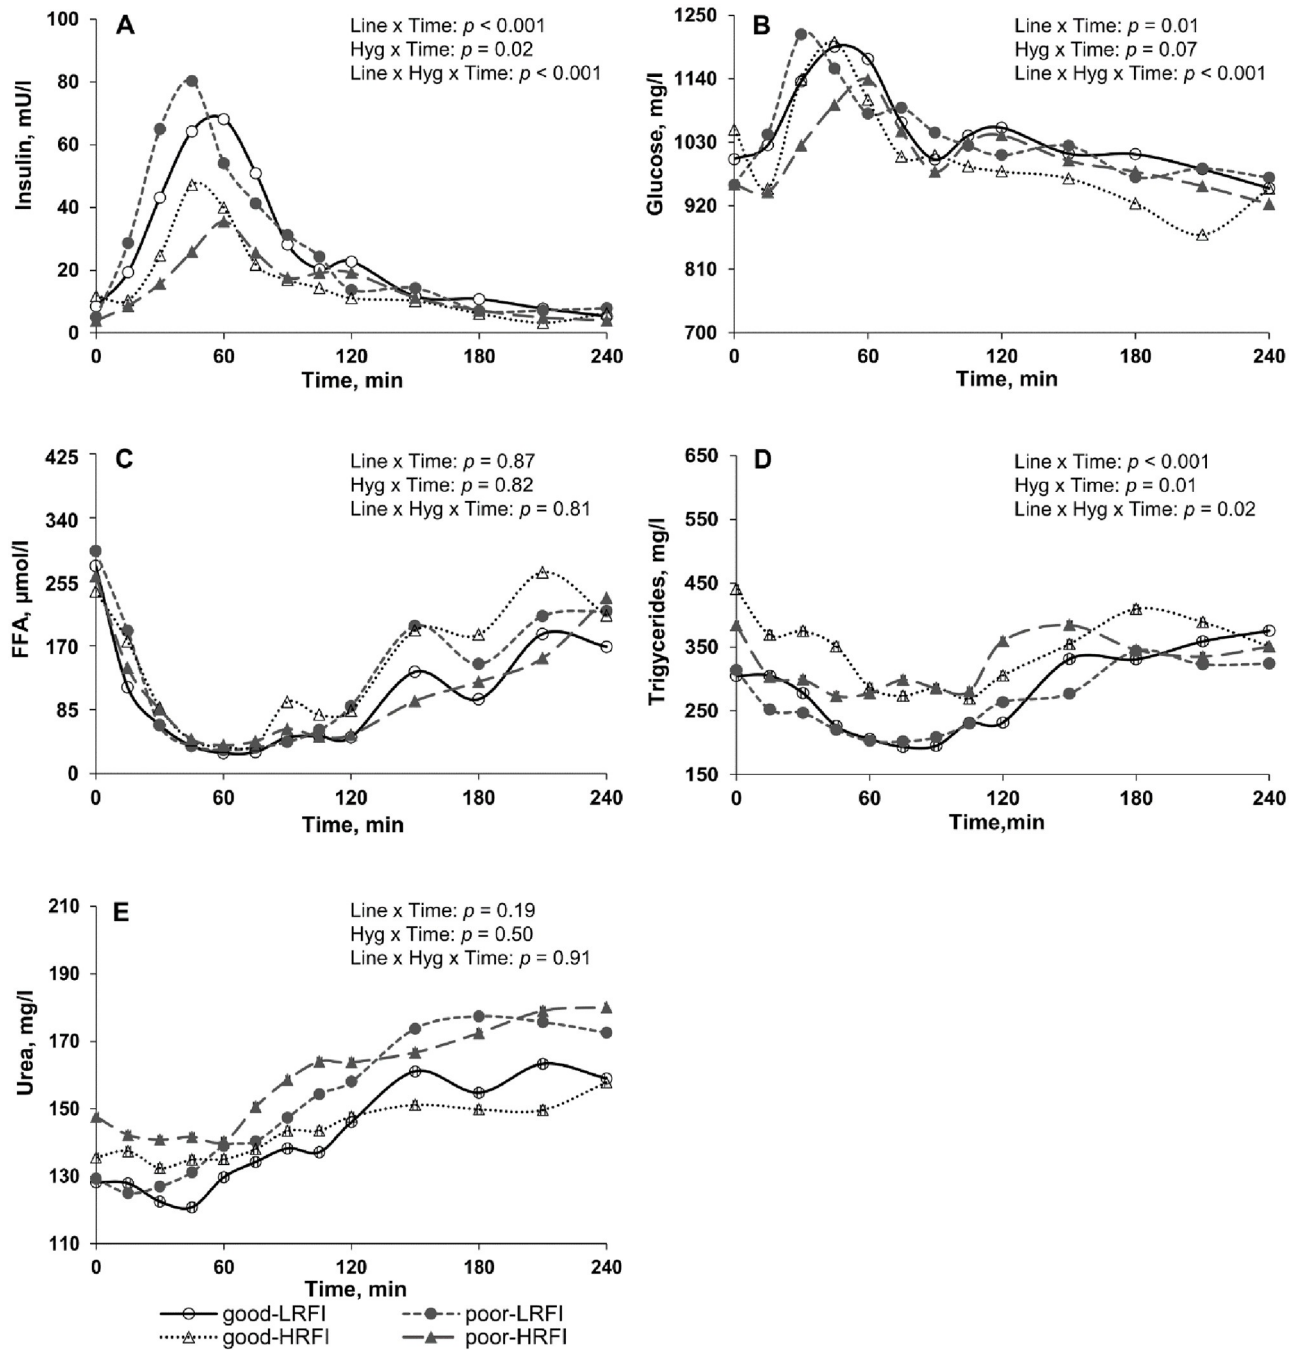 A
Line x Time: p < 0.001
Hyg x Time: p = 0.02
Line x Hyg x Time: p < 0.001
Insulin, mU/l
100
80
60
40
20
0
0 60 120 180 240
Time, min
B
Line x Time: p = 0.01
Hyg x Time: p = 0.07
Line x Hyg x Time: p < 0.001
Glucose, mg/l
1250
1140
1030
920
810
700
0 60 120 180 240
Time, min
C
Line x Time: p = 0.87
Hyg x Time: p = 0.82
Line x Hyg x Time: p = 0.81
FFA, µmol/l
425
340
255
170
85
0
0 60 120 180 240
Time, min
D
Line x Time: p < 0.001
Hyg x Time: p = 0.01
Line x Hyg x Time: p = 0.02
Trigycerides, mg/l
650
550
450
350
250
150
0 60 120 180 240
Time,min
E
Line x Time: p = 0.19
Hyg x Time: p = 0.50
Line x Hyg x Time: p = 0.91
Urea, mg/l
210
190
170
150
130
110
0 60 120 180 240
Time, min
good-LRFI poor-LRFI
good-HRFI poor-HRFI